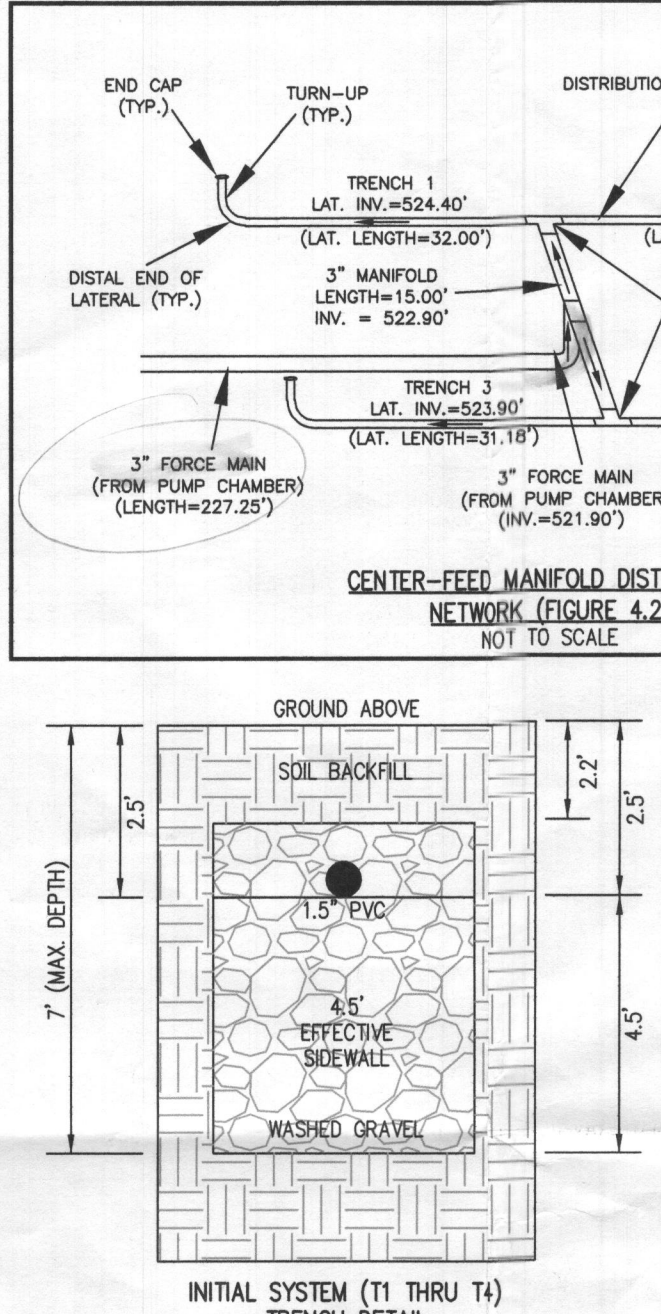 END CAP
(TYP.)
TURN-UP
(TYP.)
DISTRIBUTIO
TRENCH 1
LAT. INV.=524.40'
(LAT. LENGTH=32.00')
(L
DISTAL END OF
LATERAL (TYP.)
3" MANIFOLD
LENGTH=15.00'
INV. = 522.90'
TRENCH 3
LAT. INV.=523.90'
(LAT. LENGTH=31.18')
3" FORCE MAIN
(FROM PUMP CHAMBER)
(LENGTH=227.25')
3" FORCE MAIN
(FROM PUMP CHAMBER
(INV.=521.90')
CENTER-FEED MANIFOLD DIST
NETWORK (FIGURE 4.2
NOT TO SCALE
GROUND ABOVE
SOIL BACKFILL
2.5'
2.2'
2.5'
7' (MAX. DEPTH)
1.5" PVC
4.5'
EFFECTIVE
SIDEWALL
4.5'
WASHED GRAVEL
INITIAL SYSTEM (T1 THRU T4)
TRENCH DETAIL